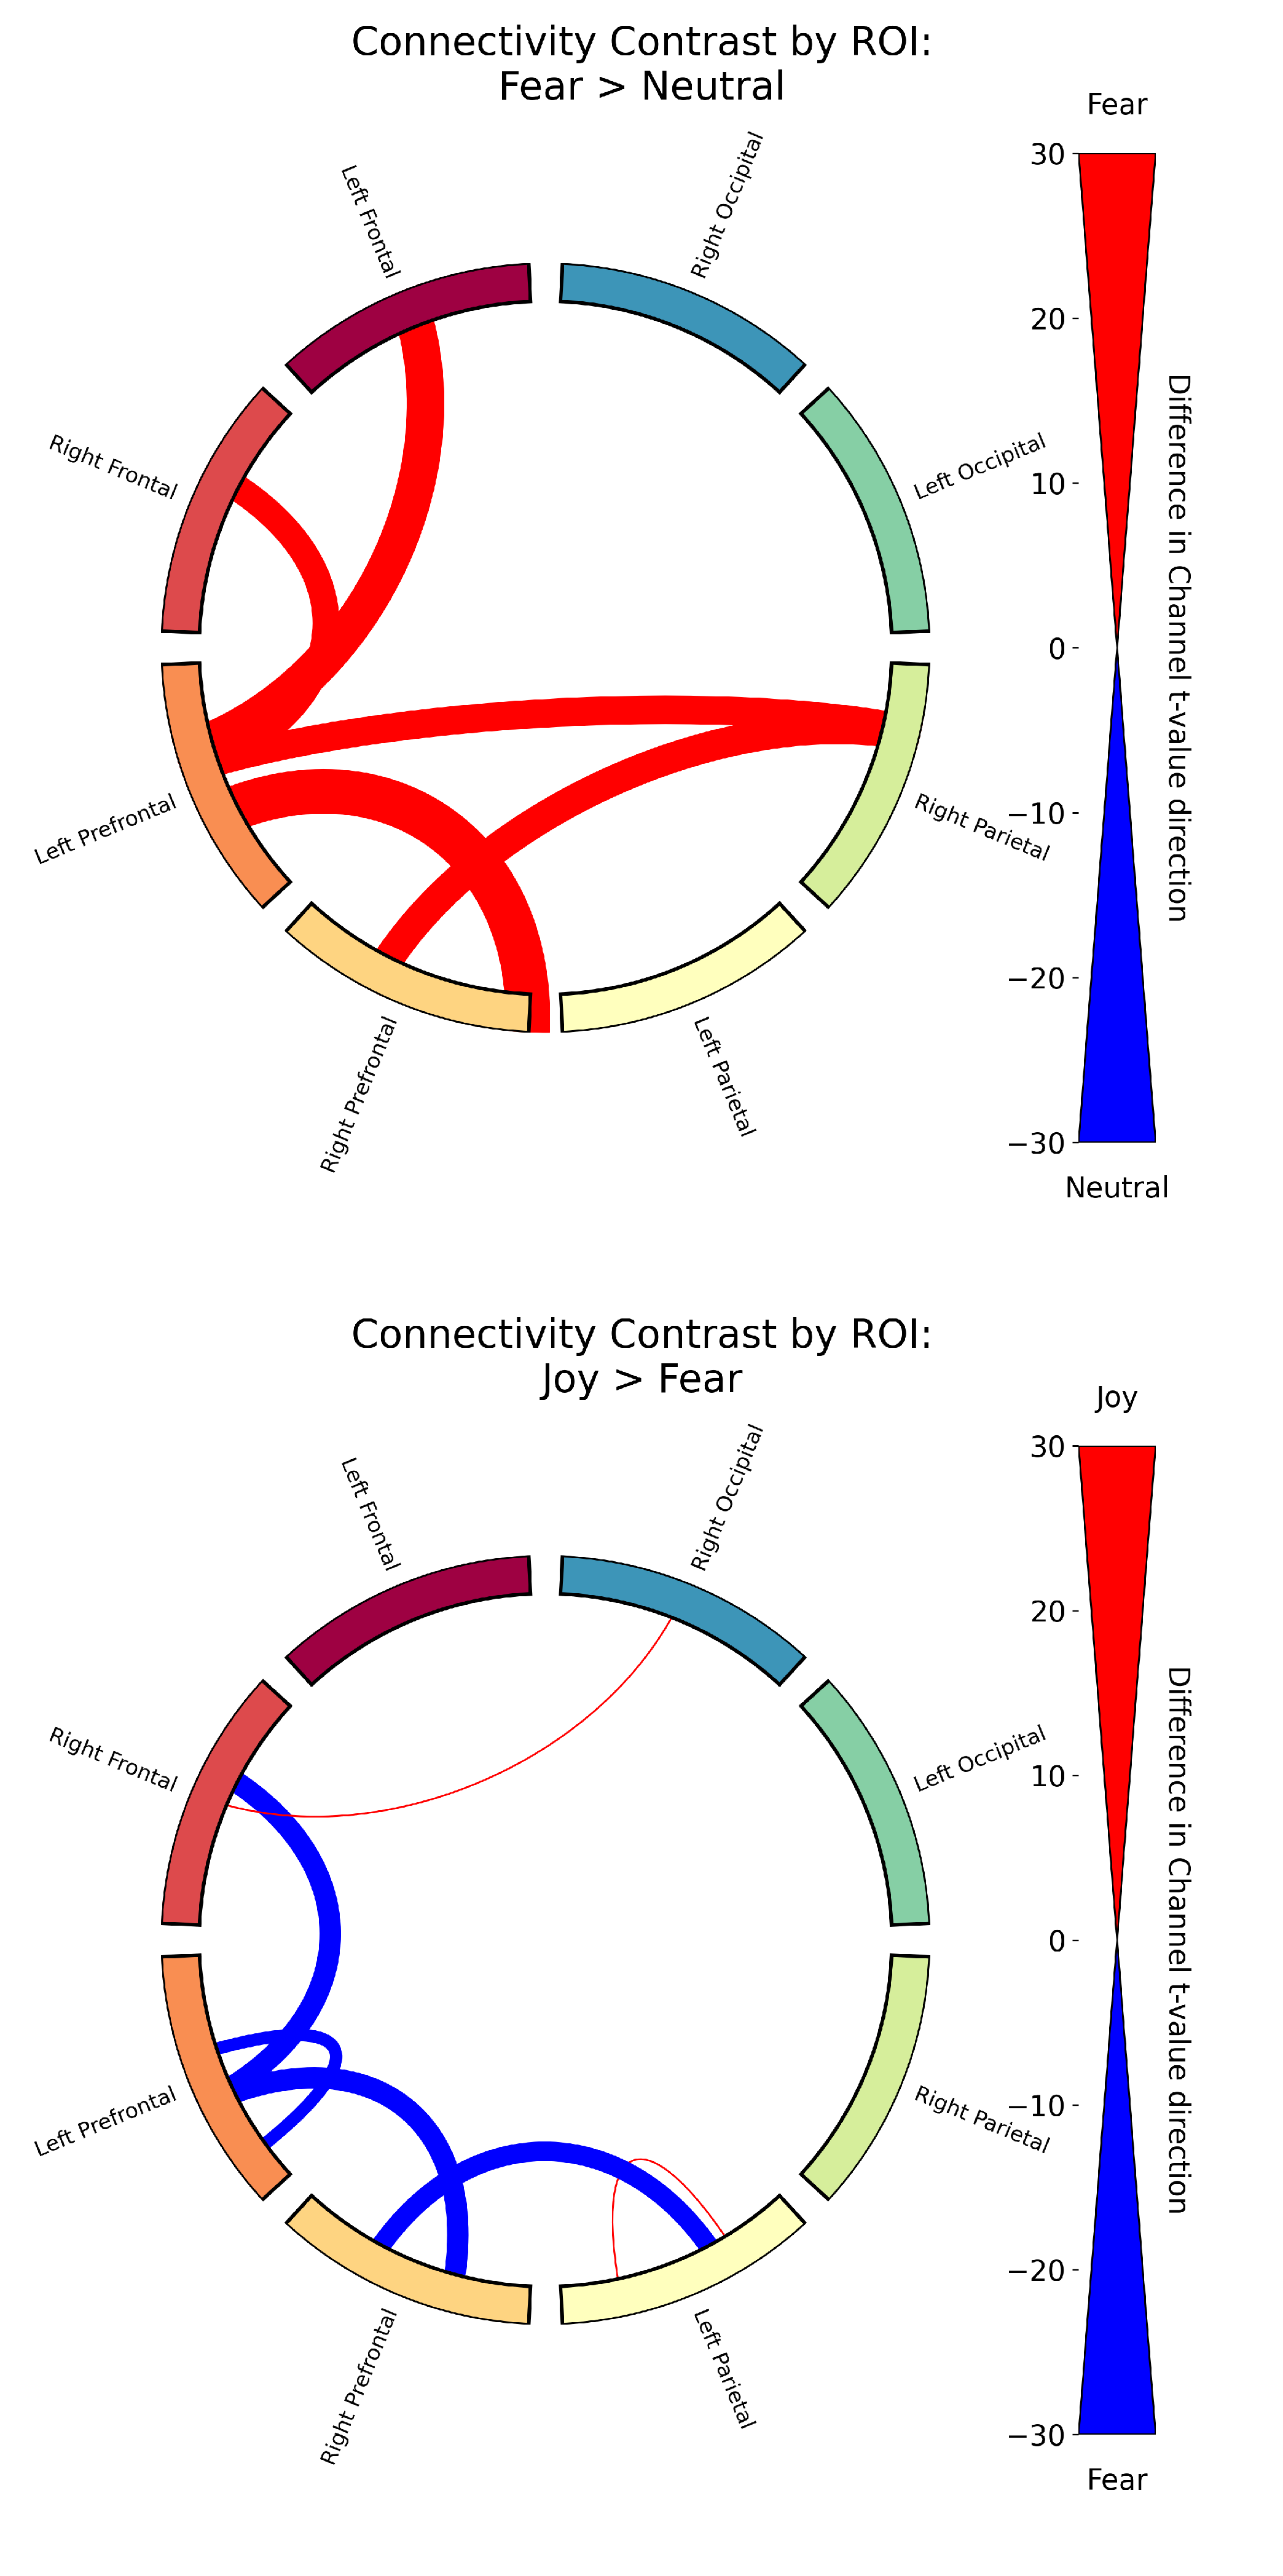 Connectivity Contrast by ROI:
Fear > Neutral
Fear
Left Frontal
Right Occipital
Right Frontal
Left Occipital
Left Prefrontal
Right Parietal
Right Prefrontal
Left Parietal
30
20
10
0
−10
−20
−30
Difference in Channel t-value direction
Neutral
Connectivity Contrast by ROI:
Joy > Fear
Joy
Left Frontal
Right Occipital
Right Frontal
Left Occipital
Left Prefrontal
Right Parietal
Right Prefrontal
Left Parietal
30
20
10
0
−10
−20
−30
Difference in Channel t-value direction
Fear